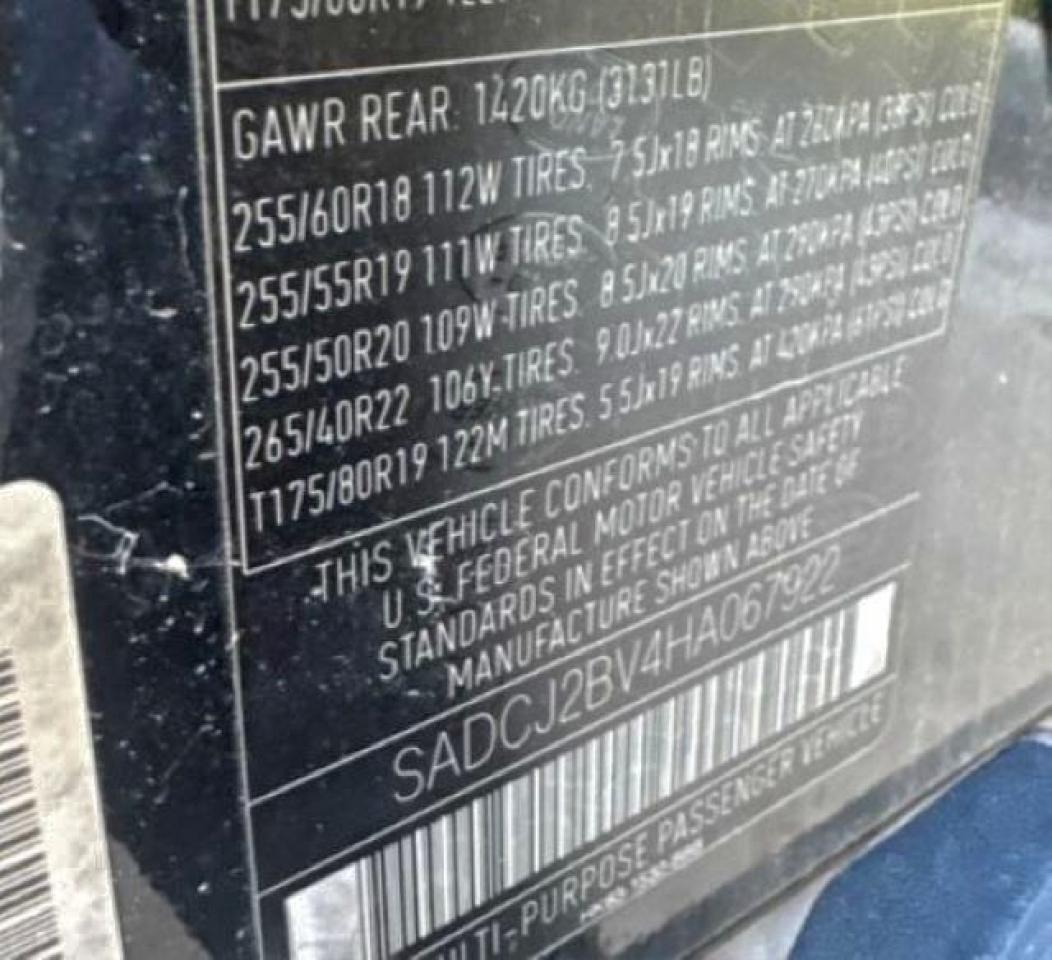 GAWR REAR: 1420KG (3131LB)
255/60R18 112W TIRES. 7.5Jx18 RIMS. AT 260KPA (38PSI) COLD
255/55R19 111W TIRES. 8.5Jx19 RIMS. AT 270KPA (40PSI) COLD
255/50R20 109W TIRES. 8.5Jx20 RIMS. AT 290KPA (43PSI) COLD
265/40R22 106Y TIRES. 9.0Jx22 RIMS. AT 290KPA (43PSI) COLD
T175/80R19 122M TIRES. 5.5Jx19 RIMS. AT 420KPA (61PSI) COLD
THIS VEHICLE CONFORMS TO ALL APPLICABLE
U.S. FEDERAL MOTOR VEHICLE SAFETY
STANDARDS IN EFFECT ON THE DATE OF
MANUFACTURE SHOWN ABOVE
SADCJ2BV4HA067922
MULTI-PURPOSE PASSENGER VEHICLE